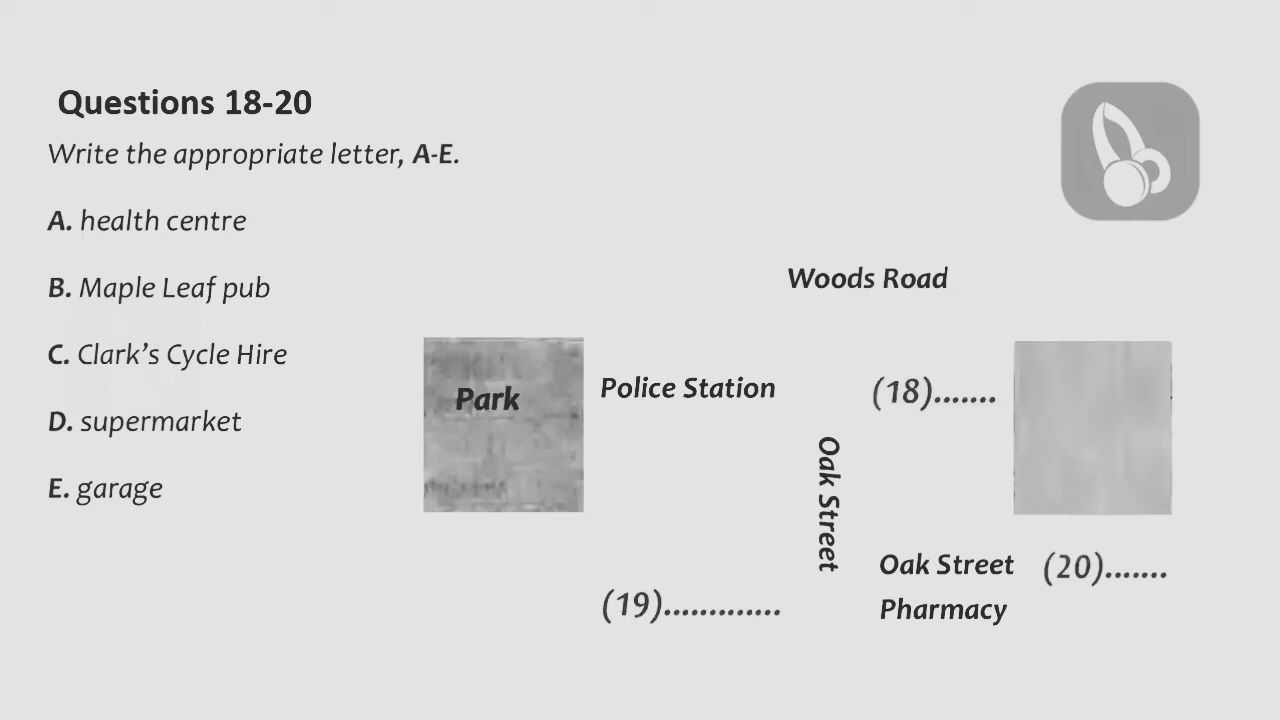 Questions 18-20
Write the appropriate letter, A-E.
A. health centre
B. Maple Leaf pub
C. Clark's Cycle Hire
D. supermarket
E. garage
Woods Road
Park
Police Station
(18).......
Oak Street
Oak Street
Pharmacy
(20).......
(19).............